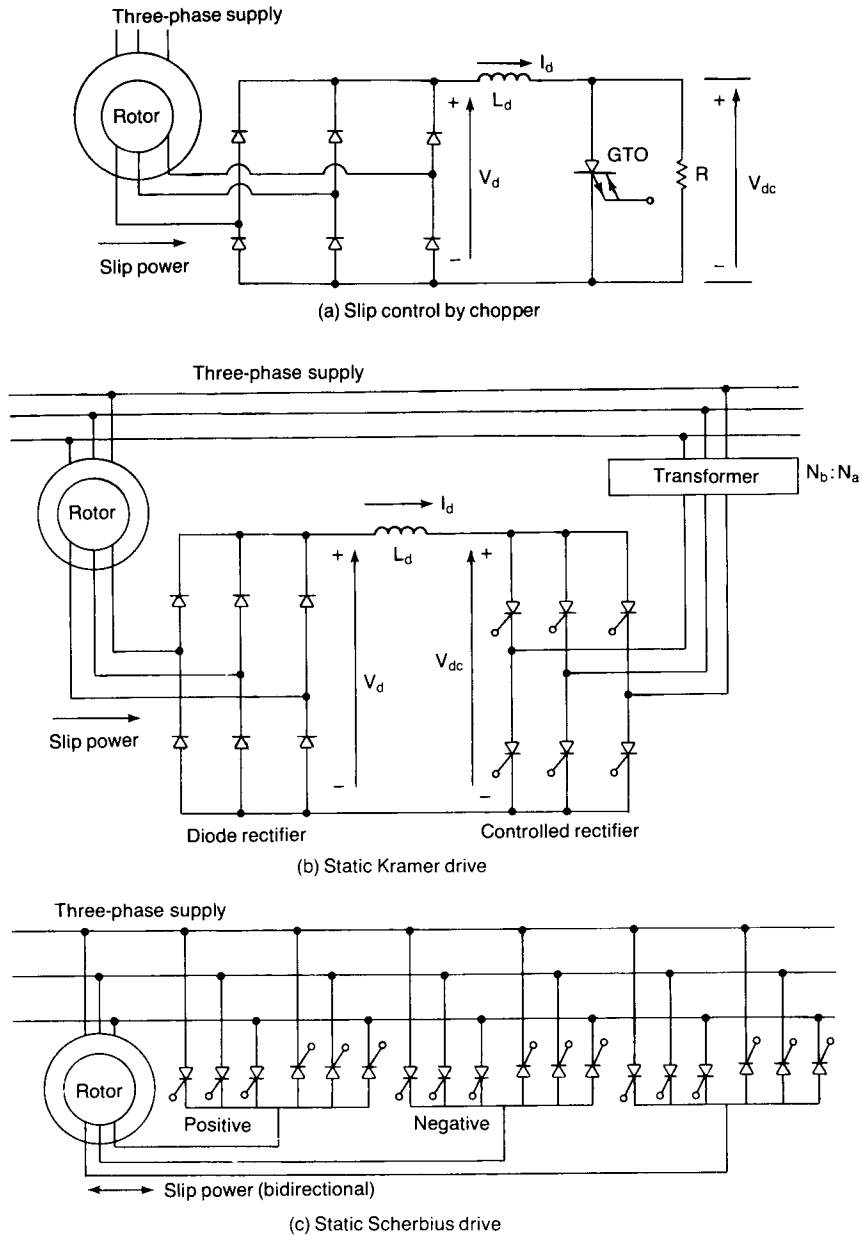 Three-phase supply
Rotor
Slip power
+
V_d
−
I_d
L_d
GTO
R
+
V_dc
−
(a) Slip control by chopper
Three-phase supply
Transformer
N_b : N_a
Rotor
I_d
L_d
+
V_d
−
+
V_dc
−
Slip power
Diode rectifier
Controlled rectifier
(b) Static Kramer drive
Three-phase supply
Rotor
Positive
Negative
Slip power (bidirectional)
(c) Static Scherbius drive